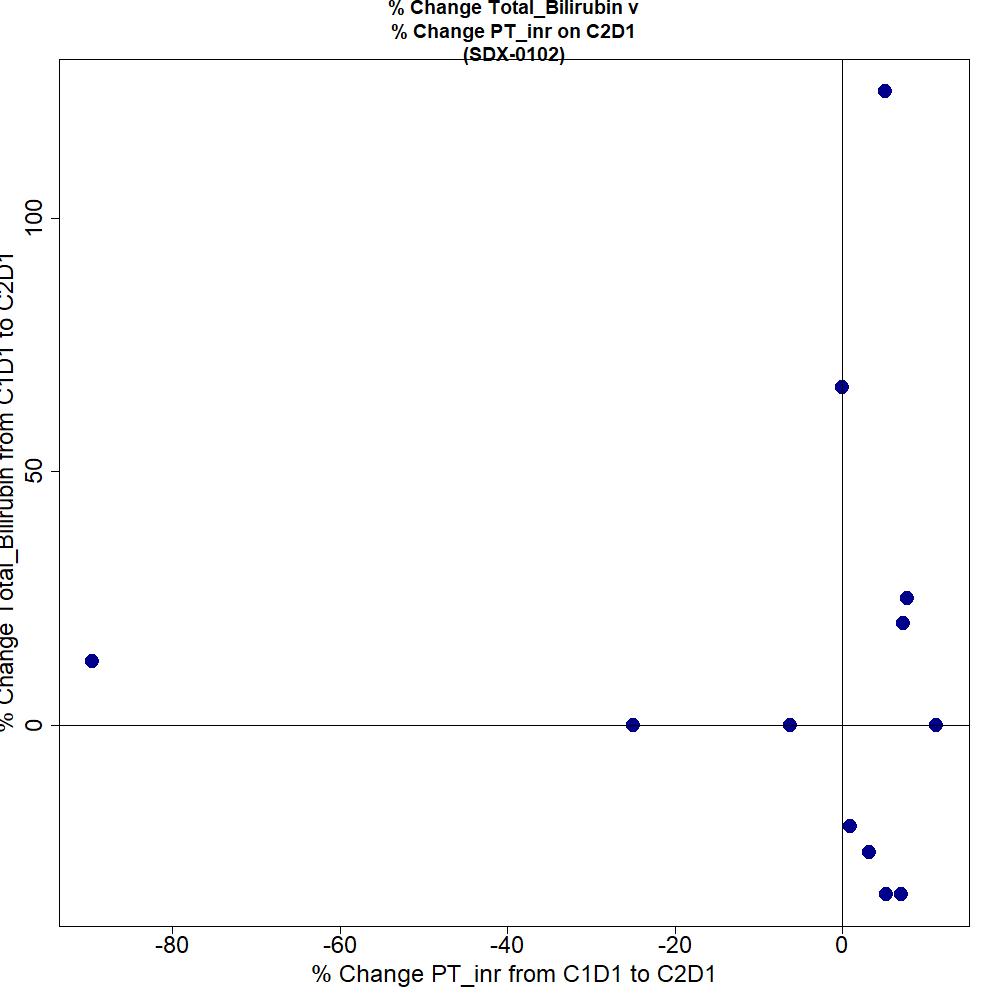 % Change Total_Bilirubin v
% Change PT_inr on C2D1
(SDX-0102)
% Change Total_Bilirubin from C1D1 to C2D1
100
50
0
-80
-60
-40
-20
0
% Change PT_inr from C1D1 to C2D1